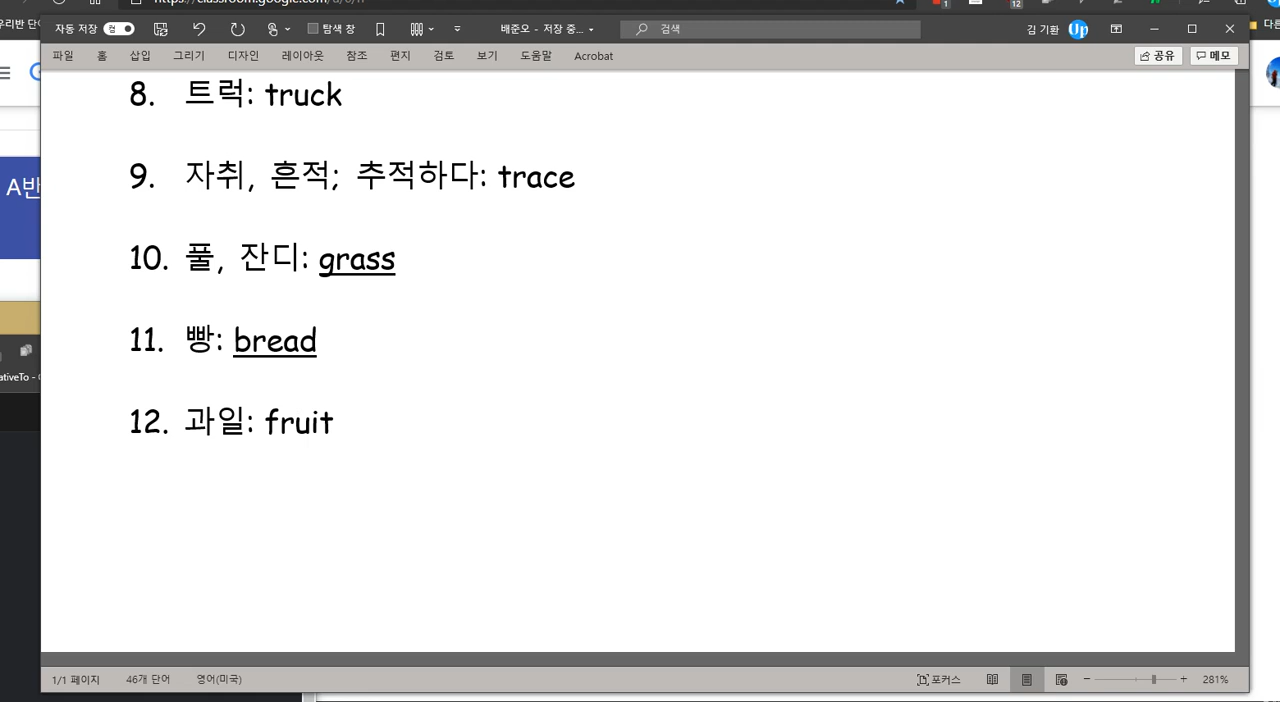 자동 저장 탐색 창 배준오 - 저장 중... 검색 김 기환 Up
파일 홈 삽입 그리기 디자인 레이아웃 참조 편지 검토 보기 도움말 Acrobat 공유 메모
8. 트럭: truck
A반
9. 자취, 흔적; 추적하다: trace
10. 풀, 잔디: grass
11. 빵: bread
12. 과일: fruit
1/1 페이지 46개 단어 영어(미국) 포커스 281%